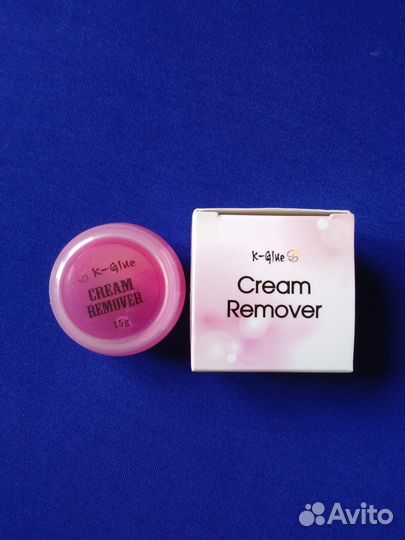 K-Glue
CREAM
REMOVER
15g
K-Glue
Cream
Remover
Avito